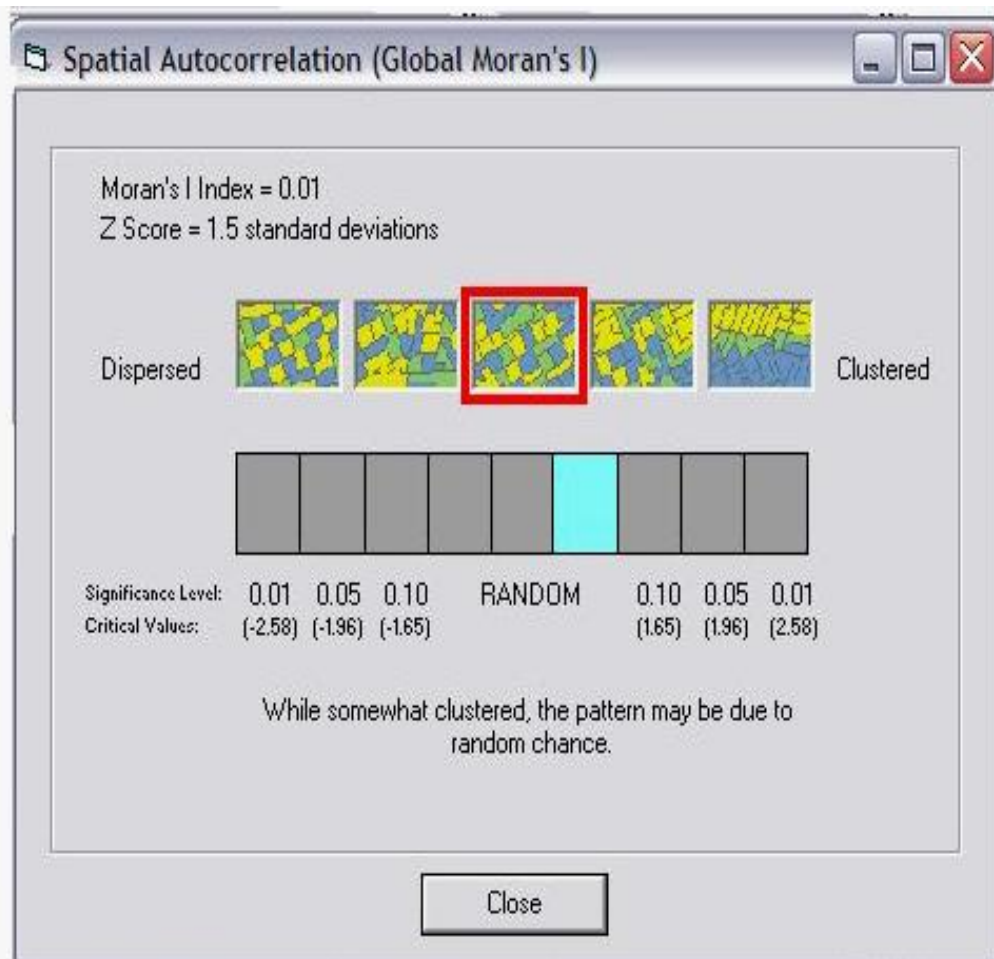 Spatial Autocorrelation (Global Moran's I)
Moran's I Index = 0.01
Z Score = 1.5 standard deviations
Dispersed
Clustered
Significance Level: 0.01 0.05 0.10 RANDOM 0.10 0.05 0.01
Critical Values: (-2.58) (-1.96) (-1.65) (1.65) (1.96) (2.58)
While somewhat clustered, the pattern may be due to
random chance.
Close